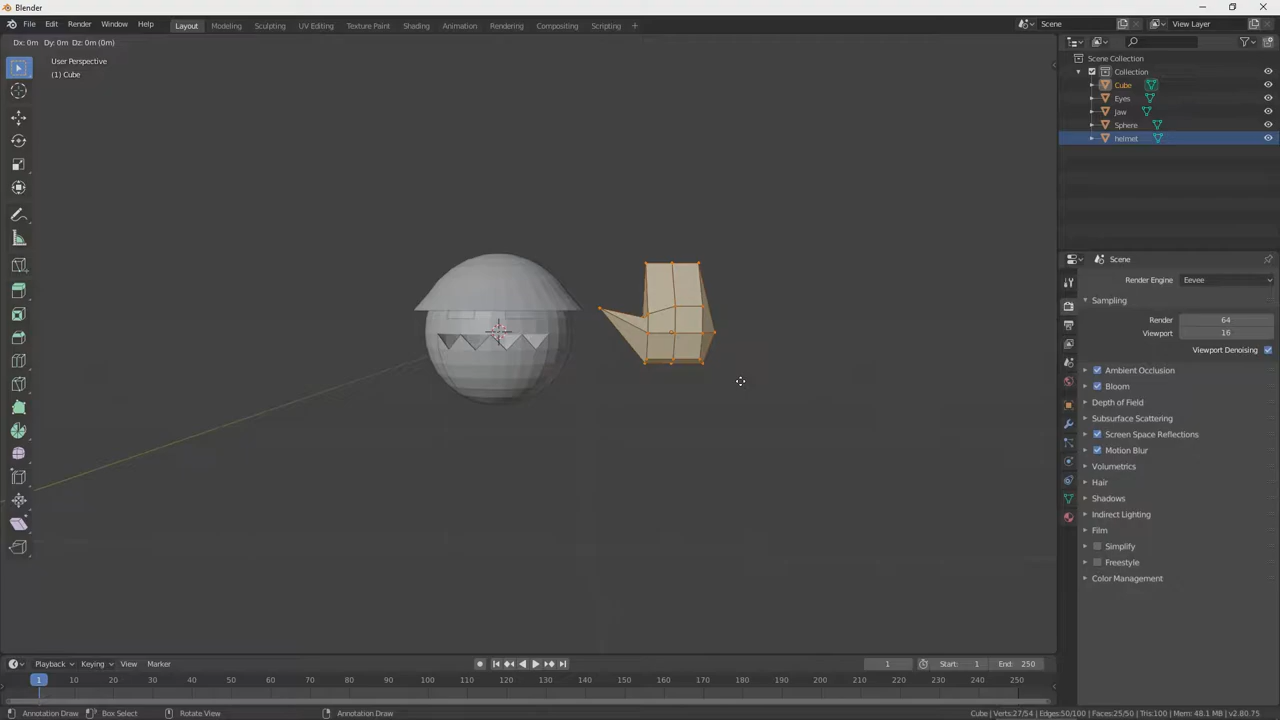 Blender
File Edit Render Window Help
Layout Modeling Sculpting UV Editing Texture Paint Shading Animation Rendering Compositing Scripting +
Scene
View Layer
Dx: 0m Dy: 0m Dz: 0m (0m)
User Perspective
(1) Cube
Scene Collection
Collection
Cube
Eyes
Jaw
Sphere
helmet
Scene
Render Engine Eevee
Sampling
Render 64
Viewport 16
Viewport Denoising
Ambient Occlusion
Bloom
Depth of Field
Subsurface Scattering
Screen Space Reflections
Motion Blur
Volumetrics
Hair
Shadows
Indirect Lighting
Film
Simplify
Freestyle
Color Management
Playback Keying View Marker
1 Start: 1 End: 250
1 10 20 30 40 50 60 70 80 90 100 110 120 130 140 150 160 170 180 190 200 210 220 230 240 250
Annotation Draw Box Select Rotate View Annotation Draw
Cube | Verts:27/54 | Edges:50/100 | Faces:25/50 | Tris:100 | Mem: 48.1 MB | v2.80.75